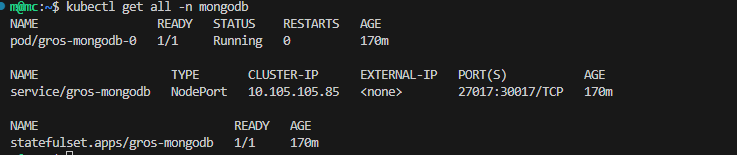 m@mc:~$ kubectl get all -n mongodb
NAME READY STATUS RESTARTS AGE
pod/gros-mongodb-0 1/1 Running 0 170m
NAME TYPE CLUSTER-IP EXTERNAL-IP PORT(S) AGE
service/gros-mongodb NodePort 10.105.105.85 <none> 27017:30017/TCP 170m
NAME READY AGE
statefulset.apps/gros-mongodb 1/1 170m